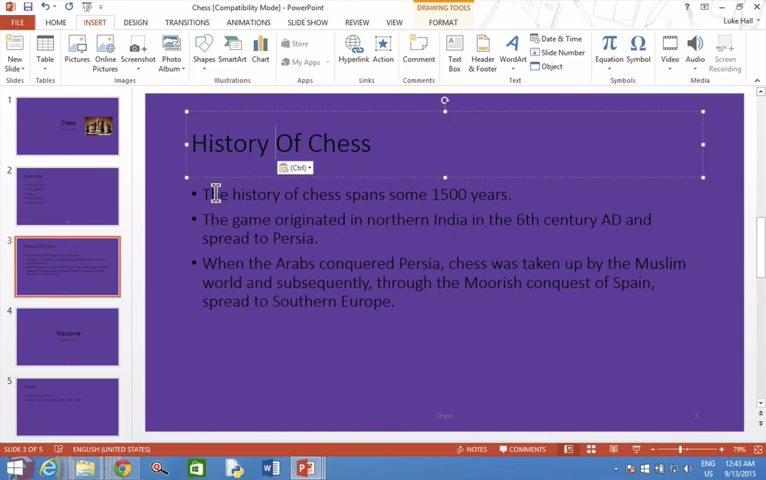 Chess [Compatibility Mode] - PowerPoint
DRAWING TOOLS
FILE
HOME
INSERT
DESIGN
TRANSITIONS
ANIMATIONS
SLIDE SHOW
REVIEW
VIEW
FORMAT
Luke Hall
New
Slide
Table
Pictures
Online
Pictures
Screenshot
Photo
Album
Shapes
SmartArt
Chart
Store
My Apps
Hyperlink
Action
Comment
Text
Box
Header
& Footer
WordArt
Date & Time
Slide Number
Object
Equation
Symbol
Video
Audio
Screen
Recording
Slides
Tables
Images
Illustrations
Apps
Links
Comments
Text
Symbols
Media
1
Chess
2
3
4
Welcome
5
History Of Chess
(Ctrl)
• The history of chess spans some 1500 years.
• The game originated in northern India in the 6th century AD and
spread to Persia.
• When the Arabs conquered Persia, chess was taken up by the Muslim
world and subsequently, through the Moorish conquest of Spain,
spread to Southern Europe.
Chess
3
SLIDE 3 OF 5
ENGLISH (UNITED STATES)
NOTES
COMMENTS
79%
ENG
US
12:43 AM
9/13/2015